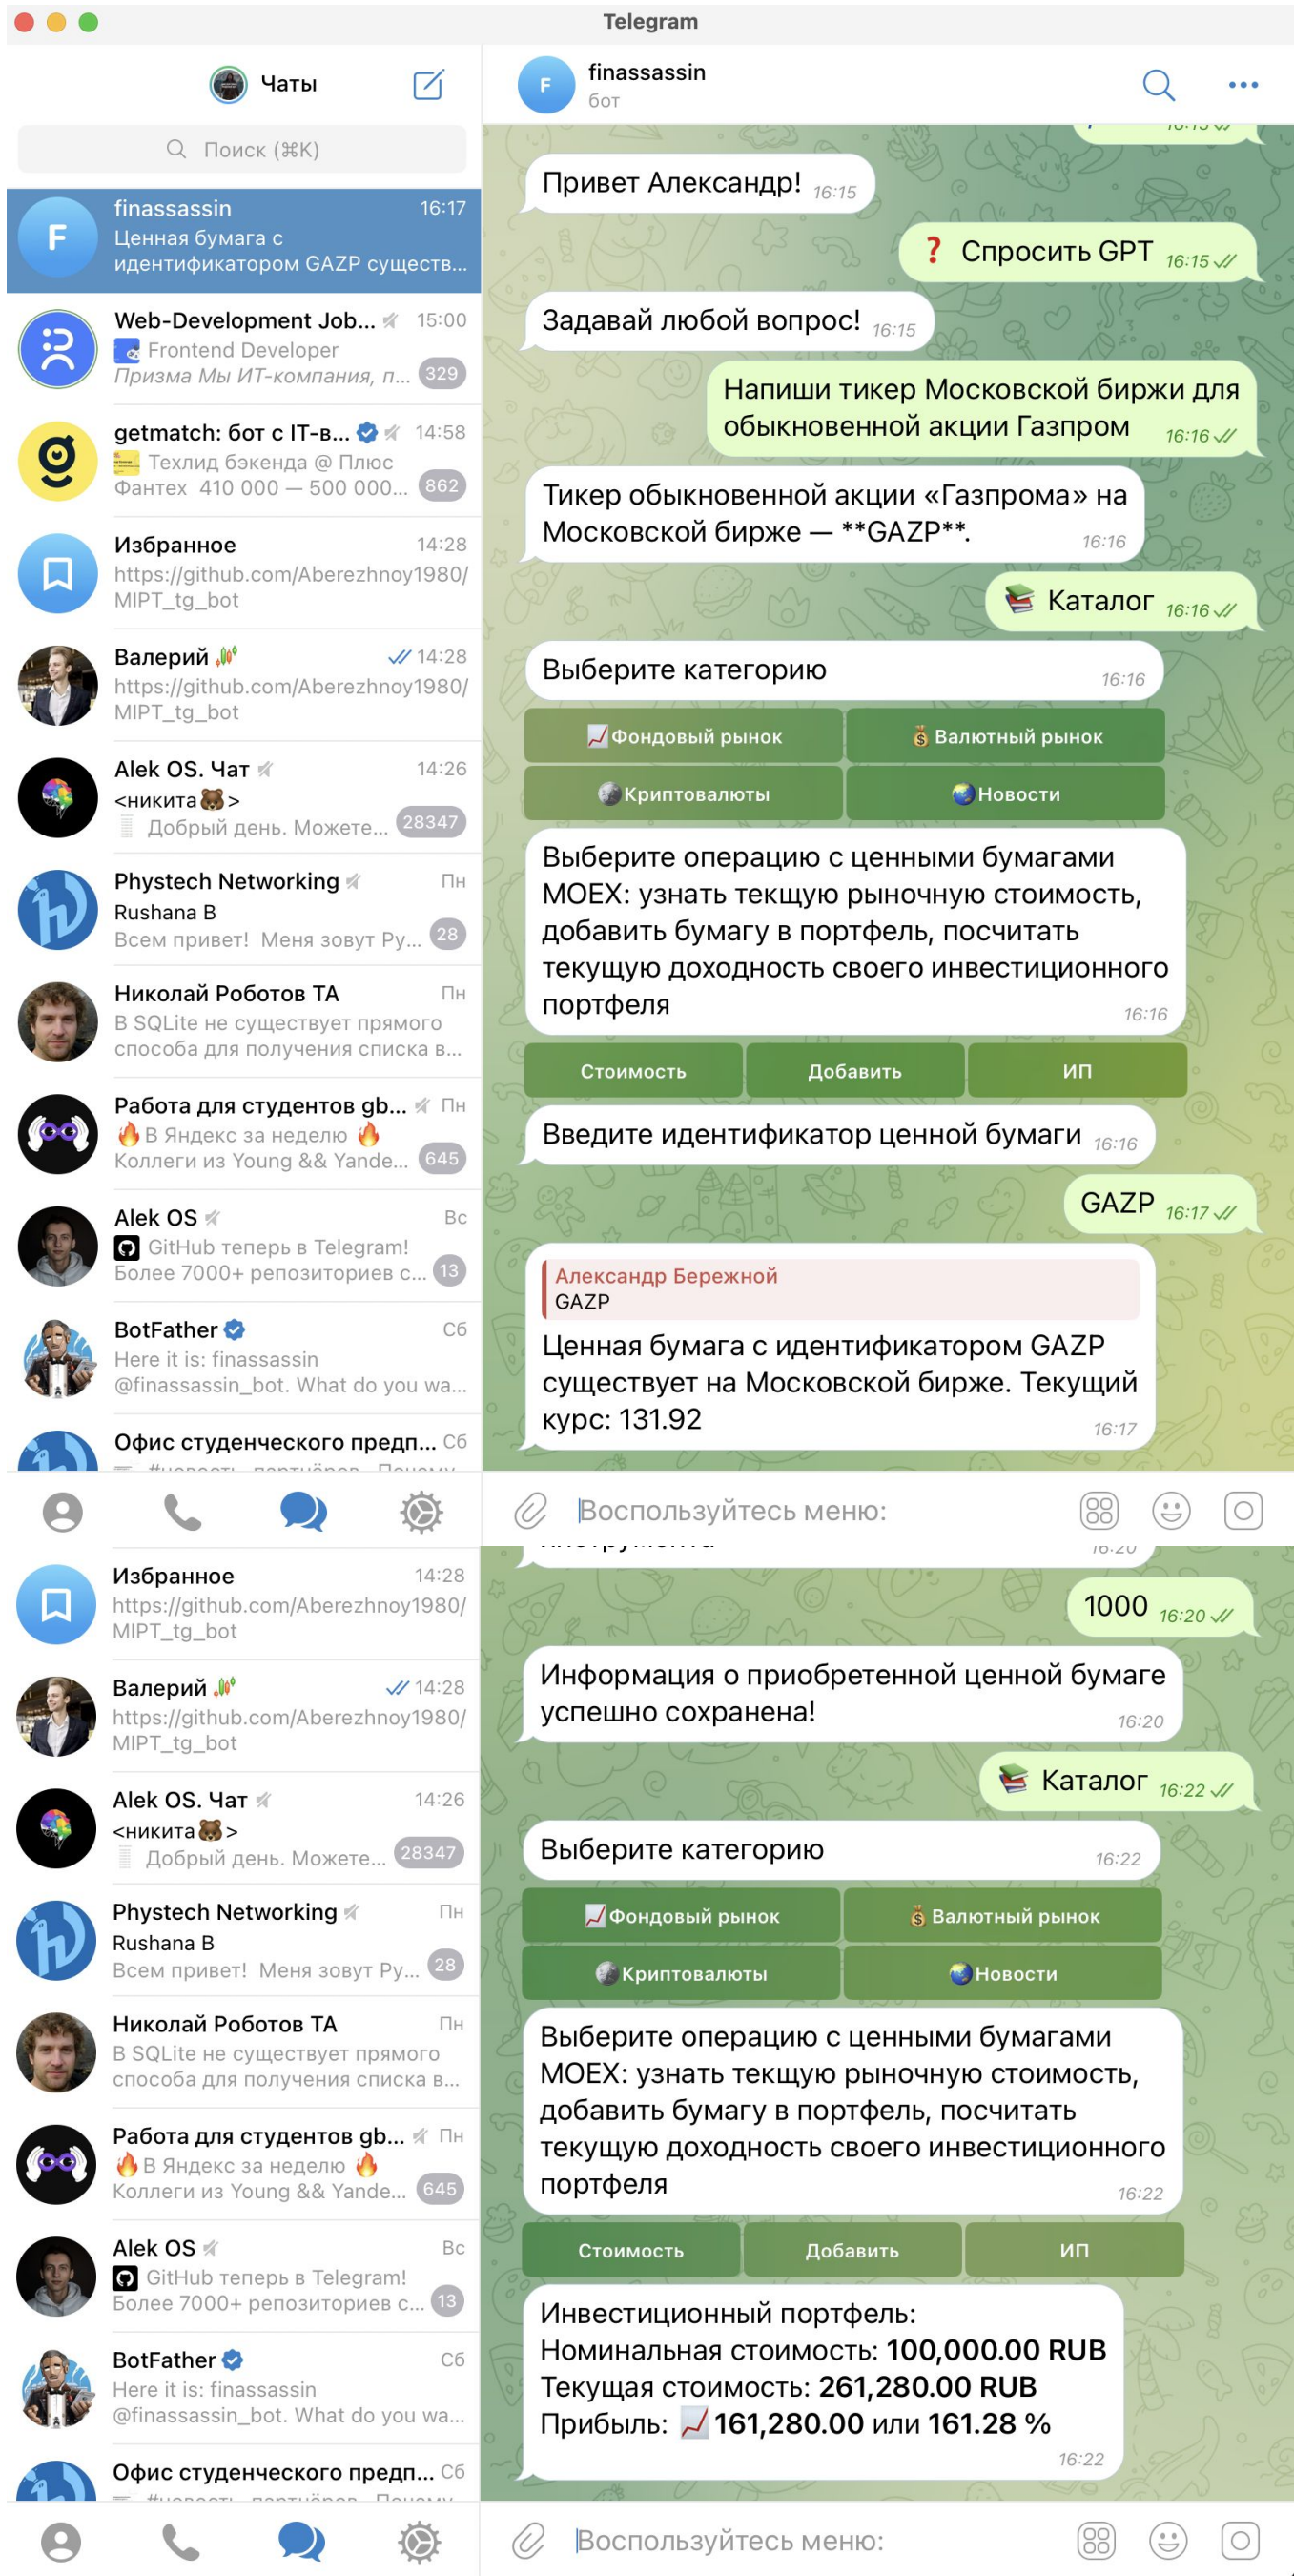 Telegram
Чаты
Поиск (⌘K)
finassassin 16:17
Ценная бумага с
идентификатором GAZP существ...
Web-Development Job... 15:00
Frontend Developer
Призма Мы ИТ-компания, п... 329
getmatch: бот с IT-в... 14:58
Техлид бэкенда @ Плюс
Фантех 410 000 — 500 000... 862
Избранное 14:28
https://github.com/Aberezhnoy1980/
MIPT_tg_bot
Валерий 14:28
https://github.com/Aberezhnoy1980/
MIPT_tg_bot
Alek OS. Чат 14:26
<никита🐻>
Добрый день. Можете... 28347
Phystech Networking Пн
Rushana B
Всем привет! Меня зовут Ру... 28
Николай Роботов ТА Пн
В SQLite не существует прямого
способа для получения списка в...
Работа для студентов gb... Пн
🔥В Яндекс за неделю 🔥
Коллеги из Young && Yande... 645
Alek OS Вс
GitHub теперь в Telegram!
Более 7000+ репозиториев с... 13
BotFather Сб
Here it is: finassassin
@finassassin_bot. What do you wa...
Офис студенческого предп... Сб
F finassassin
бот
Привет Александр! 16:15
❓ Спросить GPT 16:15
Задавай любой вопрос! 16:15
Напиши тикер Московской биржи для
обыкновенной акции Газпром 16:16
Тикер обыкновенной акции «Газпрома» на
Московской бирже — **GAZP**. 16:16
📚 Каталог 16:16
Выберите категорию 16:16
📈Фондовый рынок 💰Валютный рынок
🌚Криптовалюты 🌏Новости
Выберите операцию с ценными бумагами
MOEX: узнать текщую рыночную стоимость,
добавить бумагу в портфель, посчитать
текущую доходность своего инвестиционного
портфеля 16:16
Стоимость Добавить ИП
Введите идентификатор ценной бумаги 16:16
GAZP 16:17
Александр Бережной
GAZP
Ценная бумага с идентификатором GAZP
существует на Московской бирже. Текущий
курс: 131.92 16:17
Воспользуйтесь меню:
Избранное 14:28
https://github.com/Aberezhnoy1980/
MIPT_tg_bot
Валерий 14:28
https://github.com/Aberezhnoy1980/
MIPT_tg_bot
Alek OS. Чат 14:26
<никита🐻>
Добрый день. Можете... 28347
Phystech Networking Пн
Rushana B
Всем привет! Меня зовут Ру... 28
Николай Роботов ТА Пн
В SQLite не существует прямого
способа для получения списка в...
Работа для студентов gb... Пн
🔥В Яндекс за неделю 🔥
Коллеги из Young && Yande... 645
Alek OS Вс
GitHub теперь в Telegram!
Более 7000+ репозиториев с... 13
BotFather Сб
Here it is: finassassin
@finassassin_bot. What do you wa...
Офис студенческого предп... Сб
16:20
1000 16:20
Информация о приобретенной ценной бумаге
успешно сохранена! 16:20
📚 Каталог 16:22
Выберите категорию 16:22
📈Фондовый рынок 💰Валютный рынок
🌚Криптовалюты 🌏Новости
Выберите операцию с ценными бумагами
MOEX: узнать текщую рыночную стоимость,
добавить бумагу в портфель, посчитать
текущую доходность своего инвестиционного
портфеля 16:22
Стоимость Добавить ИП
Инвестиционный портфель:
Номинальная стоимость: 100,000.00 RUB
Текущая стоимость: 261,280.00 RUB
Прибыль: 📈161,280.00 или 161.28 %
16:22
Воспользуйтесь меню: